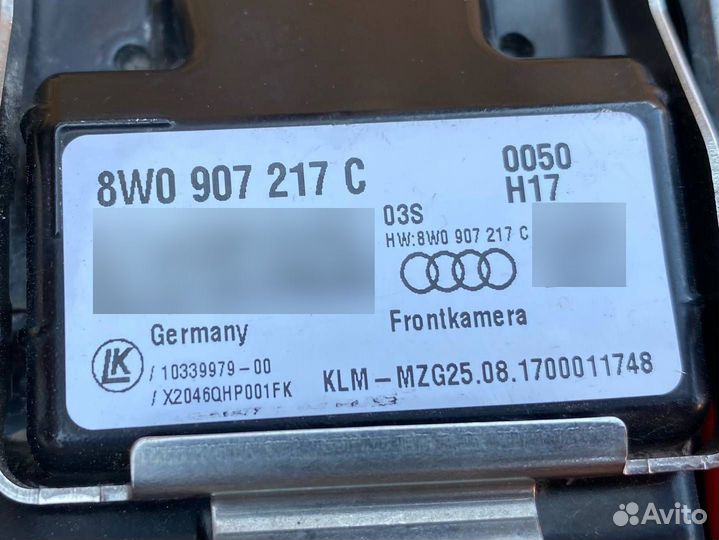 8W0 907 217 C
0050
H17
03S
HW:8W0 907 217 C
Germany
Frontkamera
LK
/10339979-00
/X2046QHP001FK
KLM-MZG25.08.1700011748
Avito